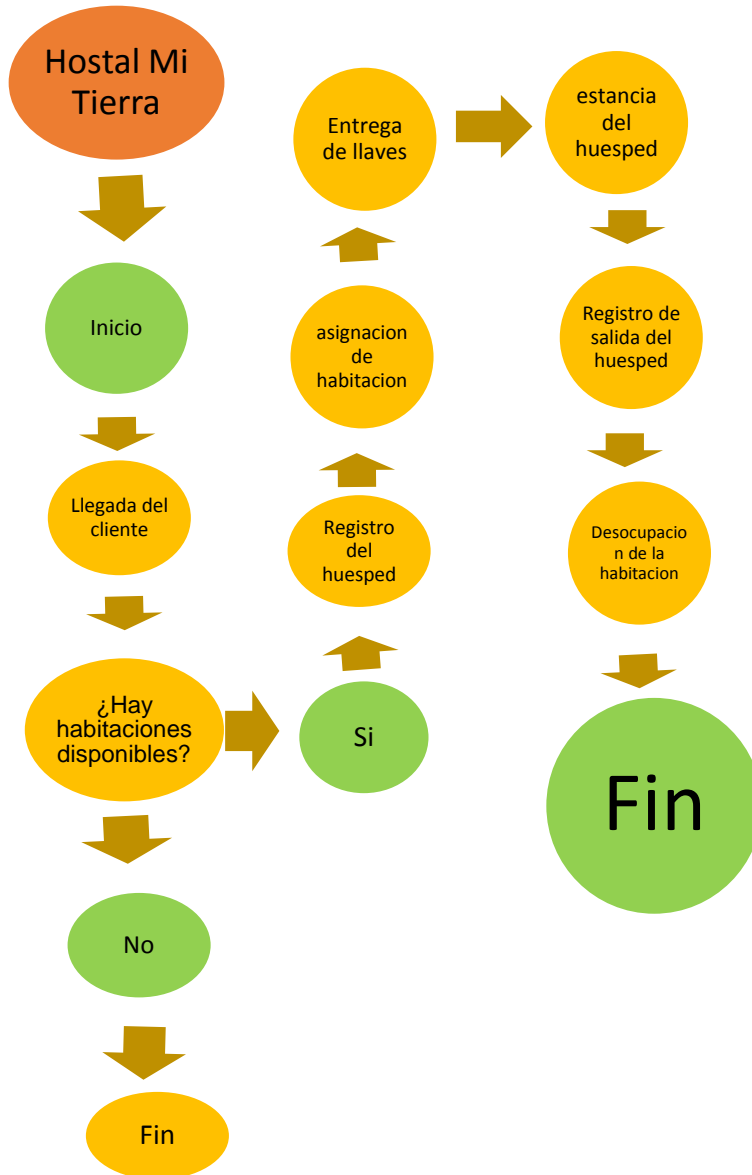 Hostal Mi
Tierra
Inicio
Llegada del
cliente
¿Hay
habitaciones
disponibles?
No
Fin
Si
Registro
del
huesped
asignacion
de
habitacion
Entrega
de llaves
estancia
del
huesped
Registro de
salida del
huesped
Desocupacio
n de la
habitacion
Fin